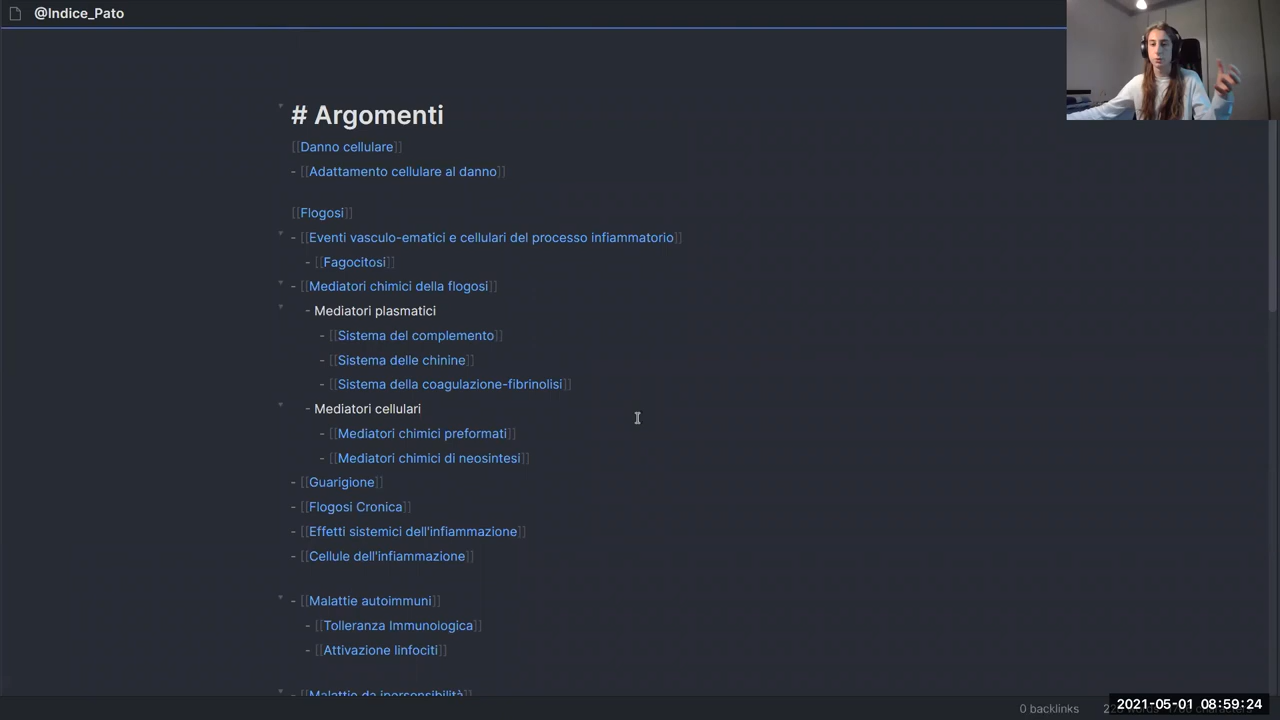 @Indice_Pato
# Argomenti
[[Danno cellulare]]
- [[Adattamento cellulare al danno]]
[[Flogosi]]
- [[Eventi vasculo-ematici e cellulari del processo infiammatorio]]
- [[Fagocitosi]]
- [[Mediatori chimici della flogosi]]
- Mediatori plasmatici
- [[Sistema del complemento]]
- [[Sistema delle chinine]]
- [[Sistema della coagulazione-fibrinolisi]]
- Mediatori cellulari
- [[Mediatori chimici preformati]]
- [[Mediatori chimici di neosintesi]]
- [[Guarigione]]
- [[Flogosi Cronica]]
- [[Effetti sistemici dell'infiammazione]]
- [[Cellule dell'infiammazione]]
- [[Malattie autoimmuni]]
- [[Tolleranza Immunologica]]
- [[Attivazione linfociti]]
- [[Malattie da ipersensibilità]]
0 backlinks
2021-05-01 08:59:24